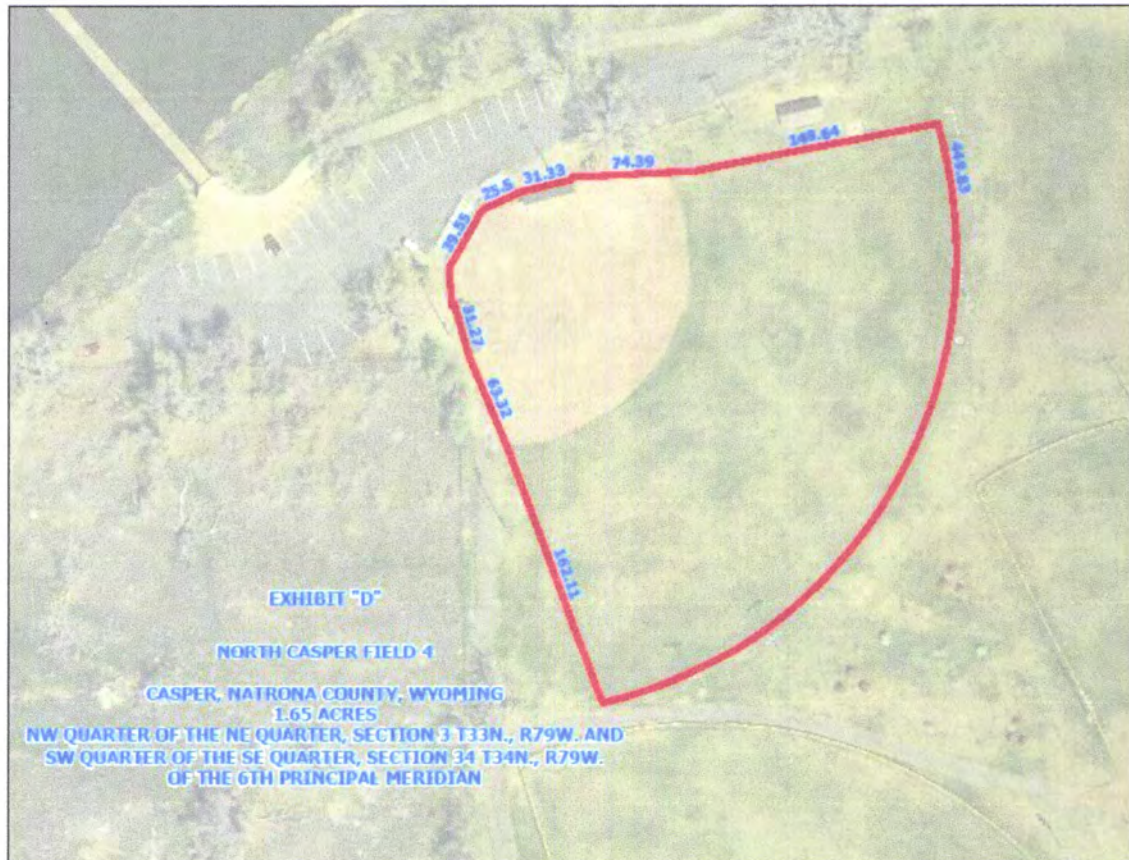 148.64
74.39
31.33
25.5
39.55
449.83
31.27
63.32
162.11
EXHIBIT "D"
NORTH CASPER FIELD 4
CASPER, NATRONA COUNTY, WYOMING
1.65 ACRES
NW QUARTER OF THE NE QUARTER, SECTION 3 T33N., R79W. AND
SW QUARTER OF THE SE QUARTER, SECTION 34 T34N., R79W.
OF THE 6TH PRINCIPAL MERIDIAN